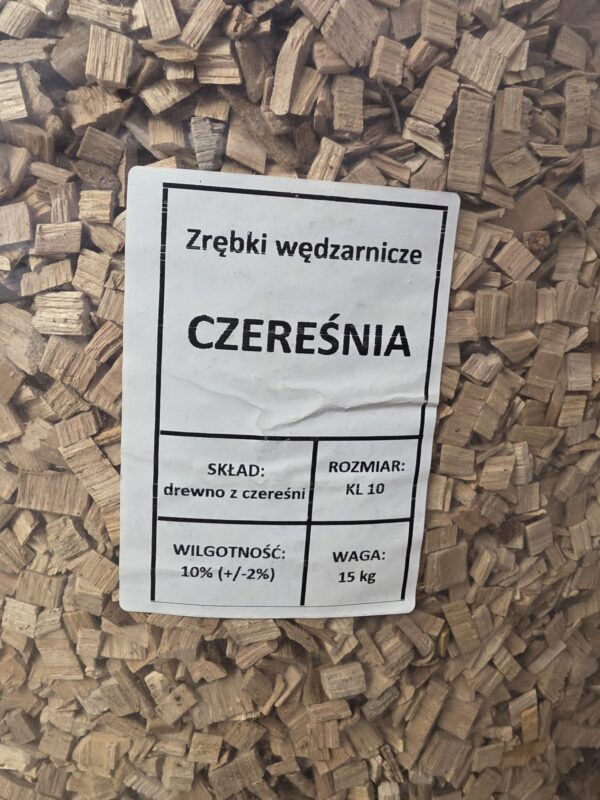 Zrębki wędzarnicze
CZEREŚNIA
SKŁAD:
drewno z czereśni
ROZMIAR:
KL 10
WILGOTNOŚĆ:
10% (+/-2%)
WAGA:
15 kg